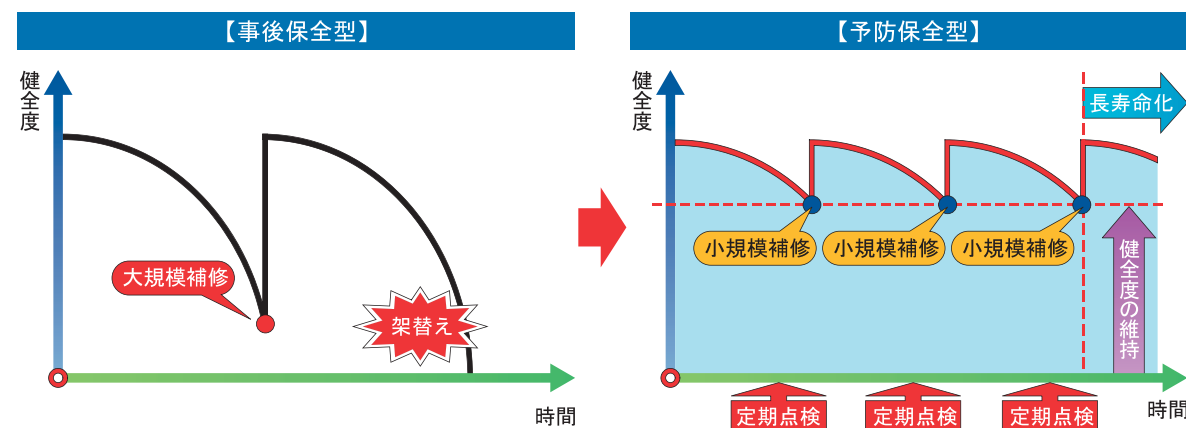 【事後保全型】
健全度
大規模補修
架替え
時間
【予防保全型】
健全度
長寿命化
小規模補修
小規模補修
小規模補修
健全度の維持
定期点検
定期点検
定期点検
時間